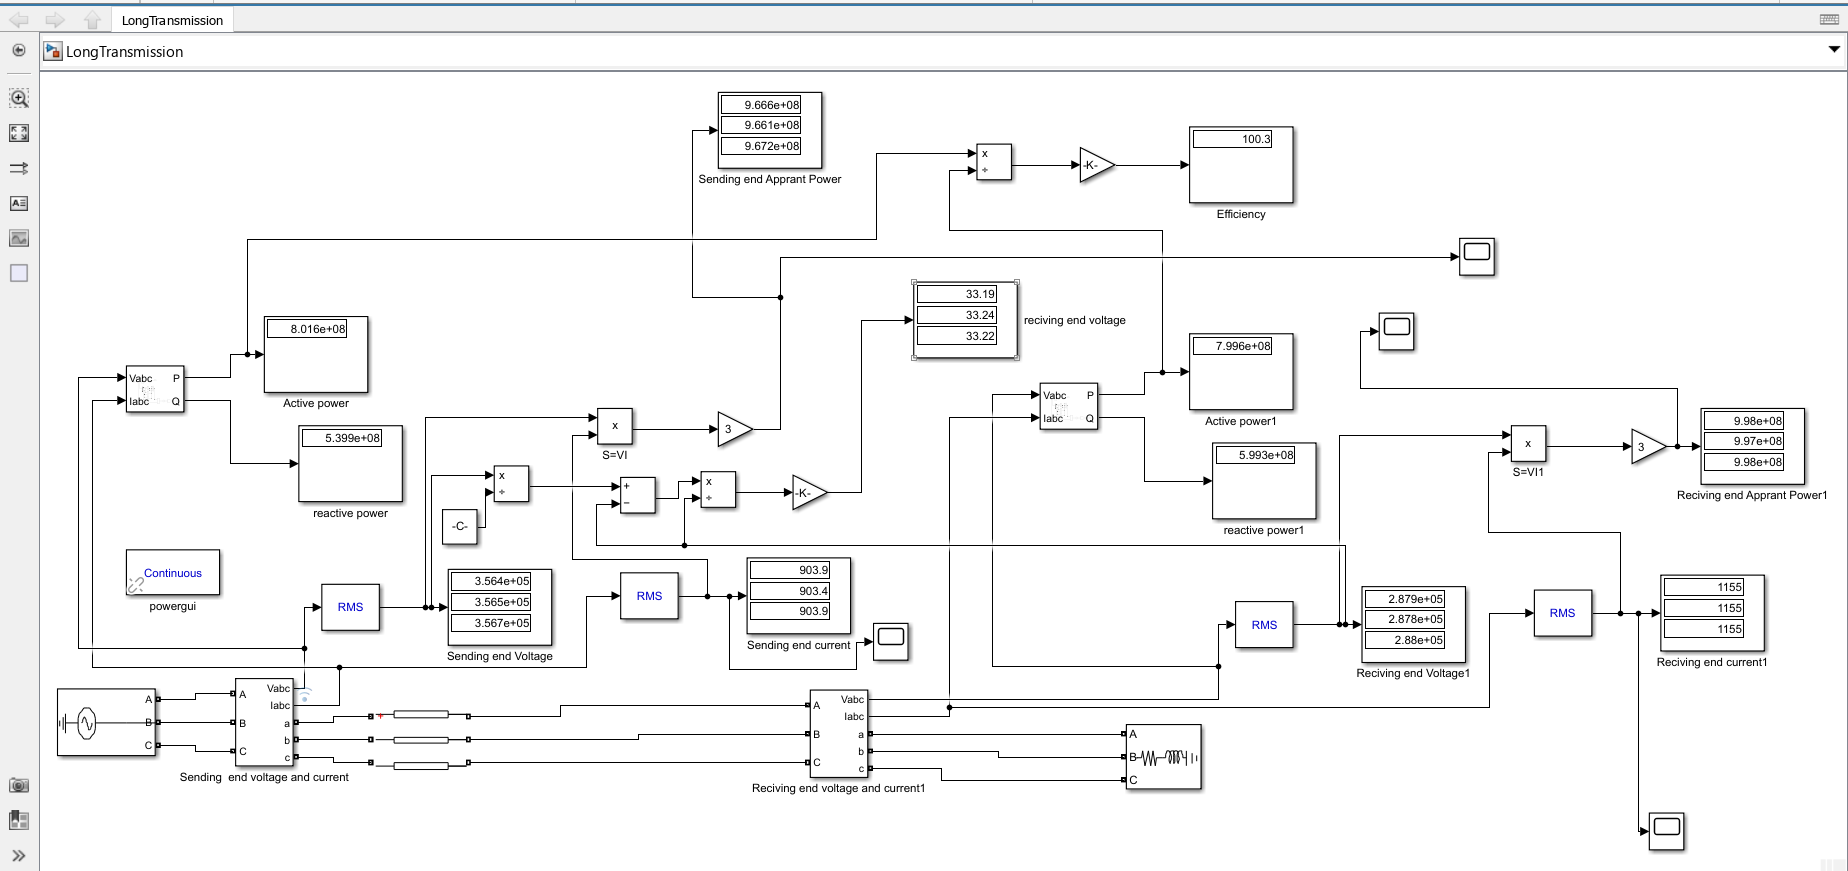 LongTransmission
LongTransmission
9.666e+08
9.661e+08
9.672e+08
Sending end Apprant Power
x
÷
-K-
100.3
Efficiency
33.19
33.24
33.22
reciving end voltage
8.016e+08
Active power
Vabc P
Iabc Q
5.399e+08
reactive power
x
S=VI
3
Vabc P
Iabc Q
7.996e+08
Active power1
5.993e+08
reactive power1
x
S=VI1
3
9.98e+08
9.97e+08
9.98e+08
Reciving end Apprant Power1
x
÷
-C-
+
−
x
÷
-K-
Continuous
powergui
RMS
3.564e+05
3.565e+05
3.567e+05
Sending end Voltage
RMS
903.9
903.4
903.9
Sending end current
RMS
2.879e+05
2.878e+05
2.88e+05
Reciving end Voltage1
RMS
1155
1155
1155
Reciving end current1
A
B
C
A
B
C
Vabc
Iabc
a
b
c
Sending  end voltage and current
+
A
B
C
Vabc
Iabc
a
b
c
Reciving end voltage and current1
A
B
C